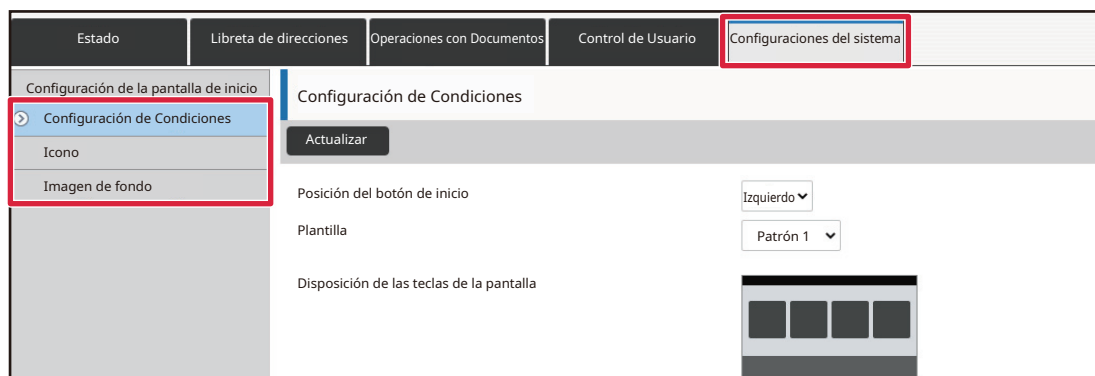 Estado
Libreta de direcciones
Operaciones con Documentos
Control de Usuario
Configuraciones del sistema
Configuración de la pantalla de inicio
Configuración de Condiciones
Icono
Imagen de fondo
Configuración de Condiciones
Actualizar
Posición del botón de inicio
Izquierdo
Plantilla
Patrón 1
Disposición de las teclas de la pantalla